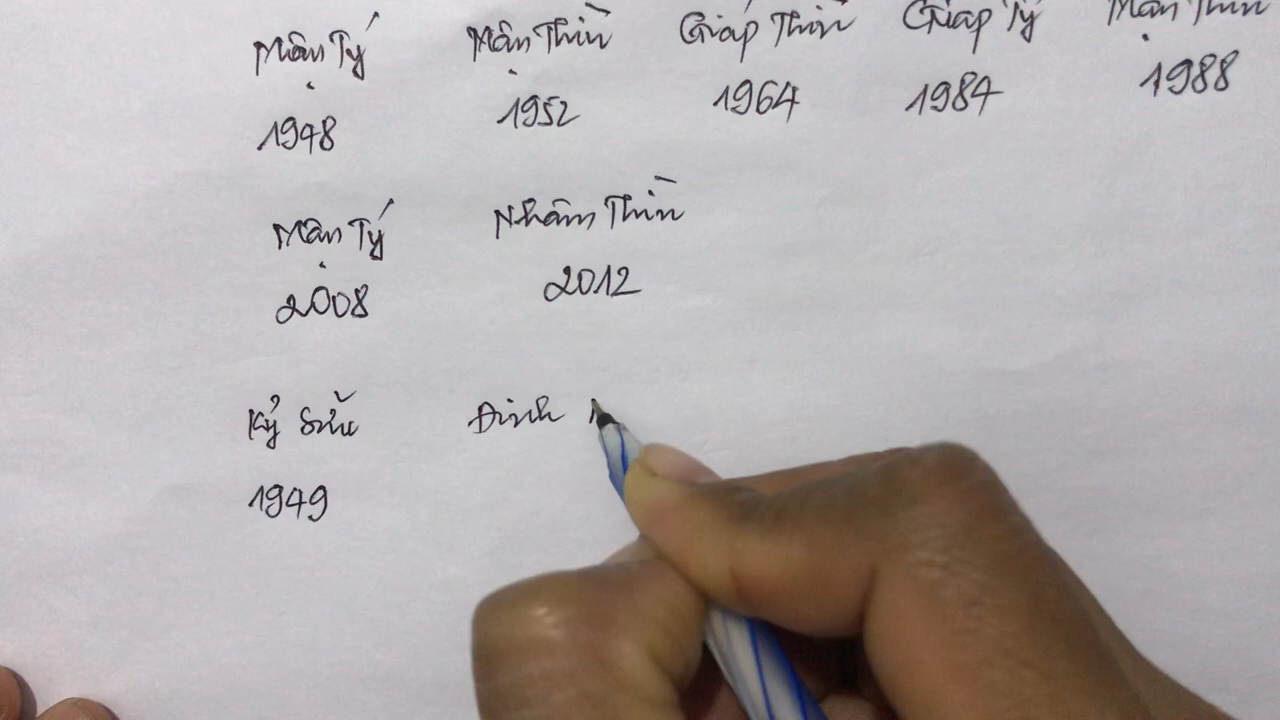 Mậu Tý Mậu Thìn Giáp Thìn Giáp Tý Mậu Thìn
1948 1952 1964 1984 1988
Mậu Tý Nhâm Thìn
2008 2012
Kỷ Sửu Đinh
1949